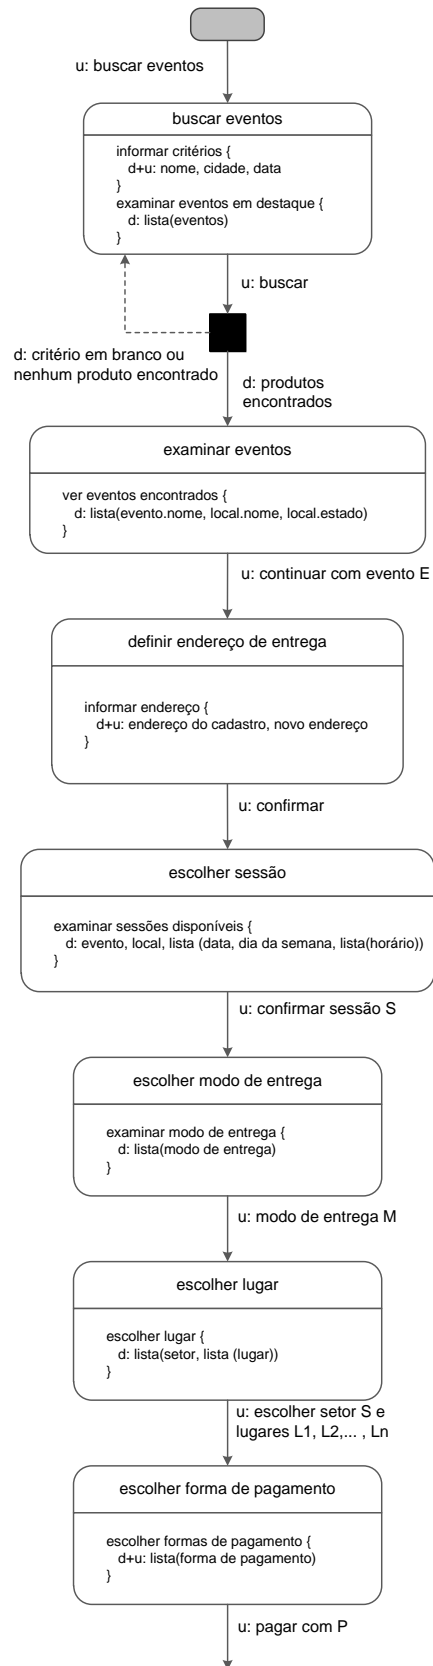 u: buscar eventos
buscar eventos
informar critérios {
d+u: nome, cidade, data
}
examinar eventos em destaque {
d: lista(eventos)
}
u: buscar
d: critério em branco ou
nenhum produto encontrado
d: produtos
encontrados
examinar eventos
ver eventos encontrados {
d: lista(evento.nome, local.nome, local.estado)
}
u: continuar com evento E
definir endereço de entrega
informar endereço {
d+u: endereço do cadastro, novo endereço
}
u: confirmar
escolher sessão
examinar sessões disponíveis {
d: evento, local, lista (data, dia da semana, lista(horário))
}
u: confirmar sessão S
escolher modo de entrega
examinar modo de entrega {
d: lista(modo de entrega)
}
u: modo de entrega M
escolher lugar
escolher lugar {
d: lista(setor, lista (lugar))
}
u: escolher setor S e
lugares L1, L2,... , Ln
escolher forma de pagamento
escolher formas de pagamento {
d+u: lista(forma de pagamento)
}
u: pagar com P